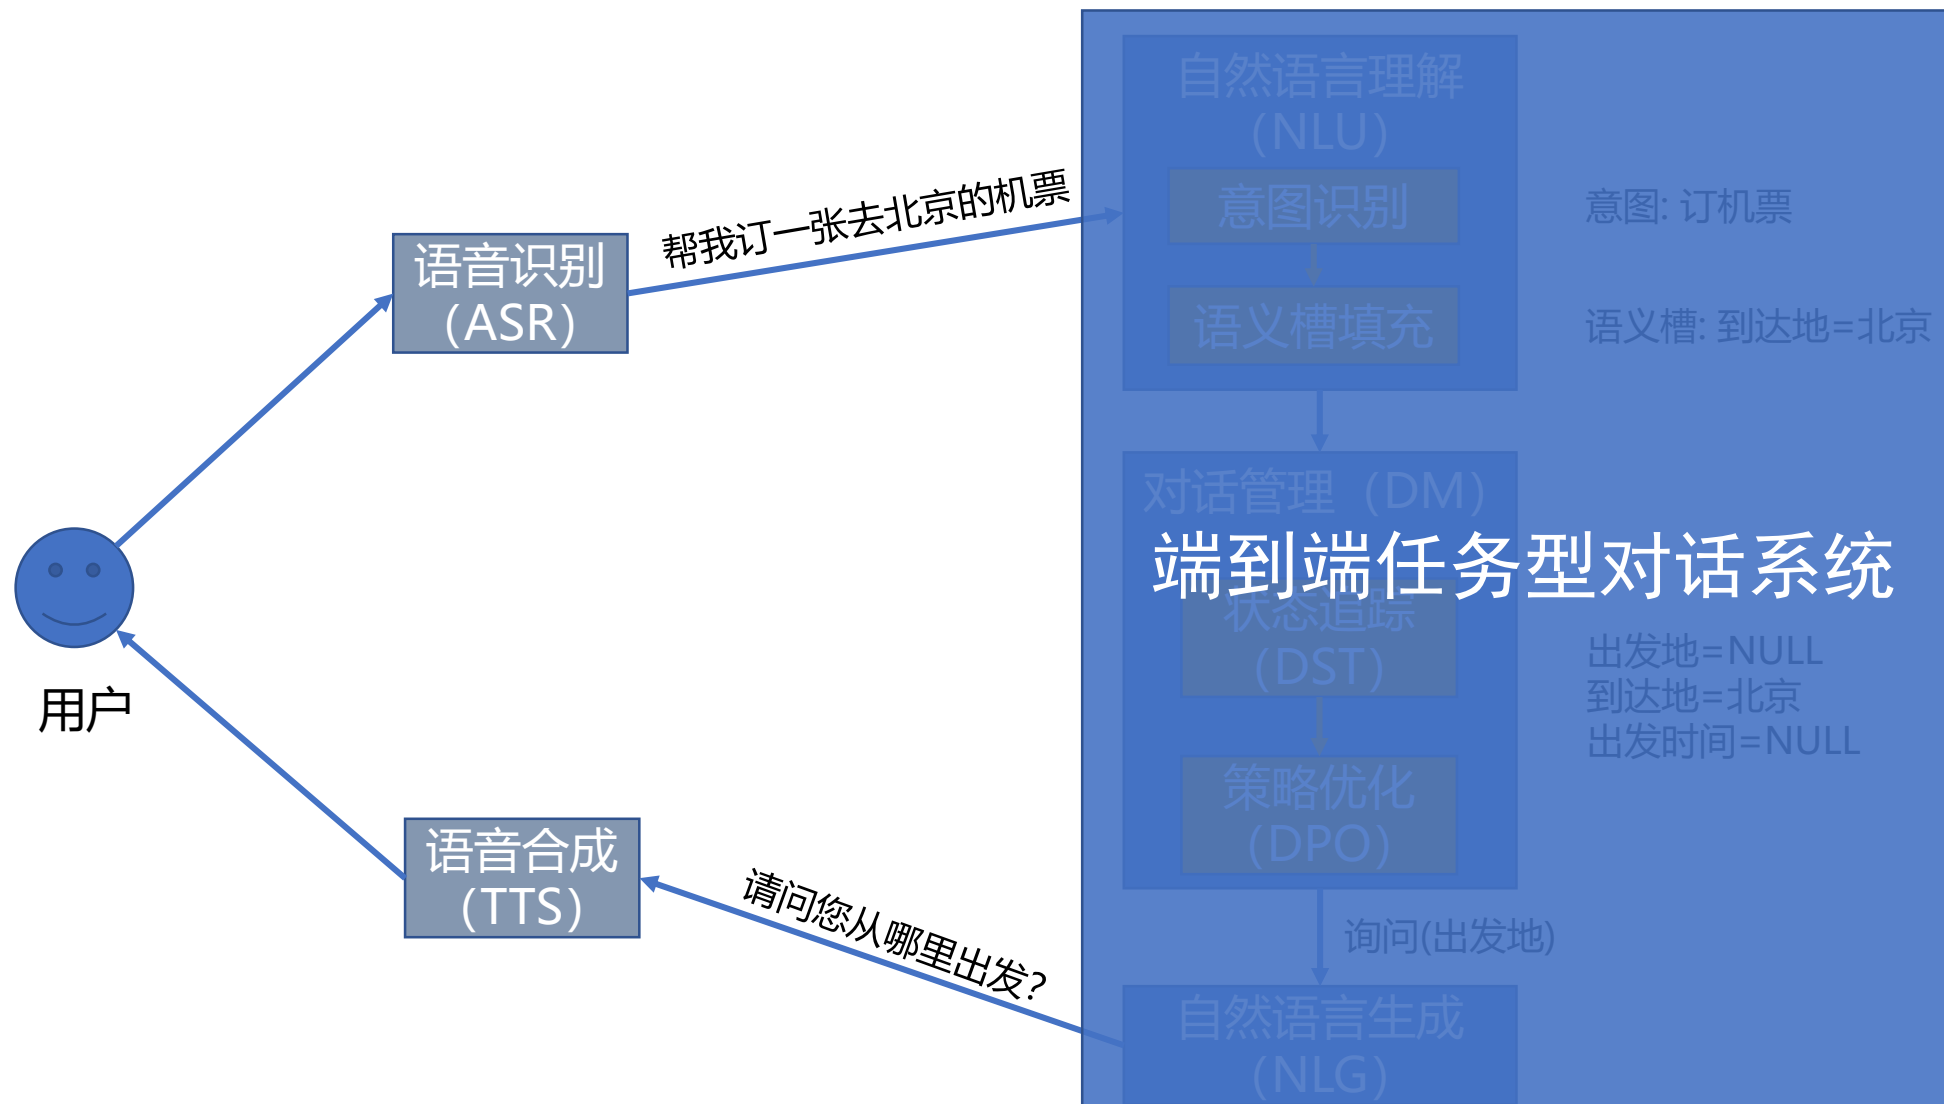 自然语言理解
（NLU）
意图识别
意图: 订机票
帮我订一张去北京的机票
语音识别
（ASR）
语义槽填充
语义槽: 到达地=北京
对话管理（DM）
端到端任务型对话系统
状态追踪
（DST）
出发地=NULL
到达地=北京
出发时间=NULL
用户
策略优化
（DPO）
语音合成
（TTS）
请问您从哪里出发？
询问(出发地)
自然语言生成
（NLG）